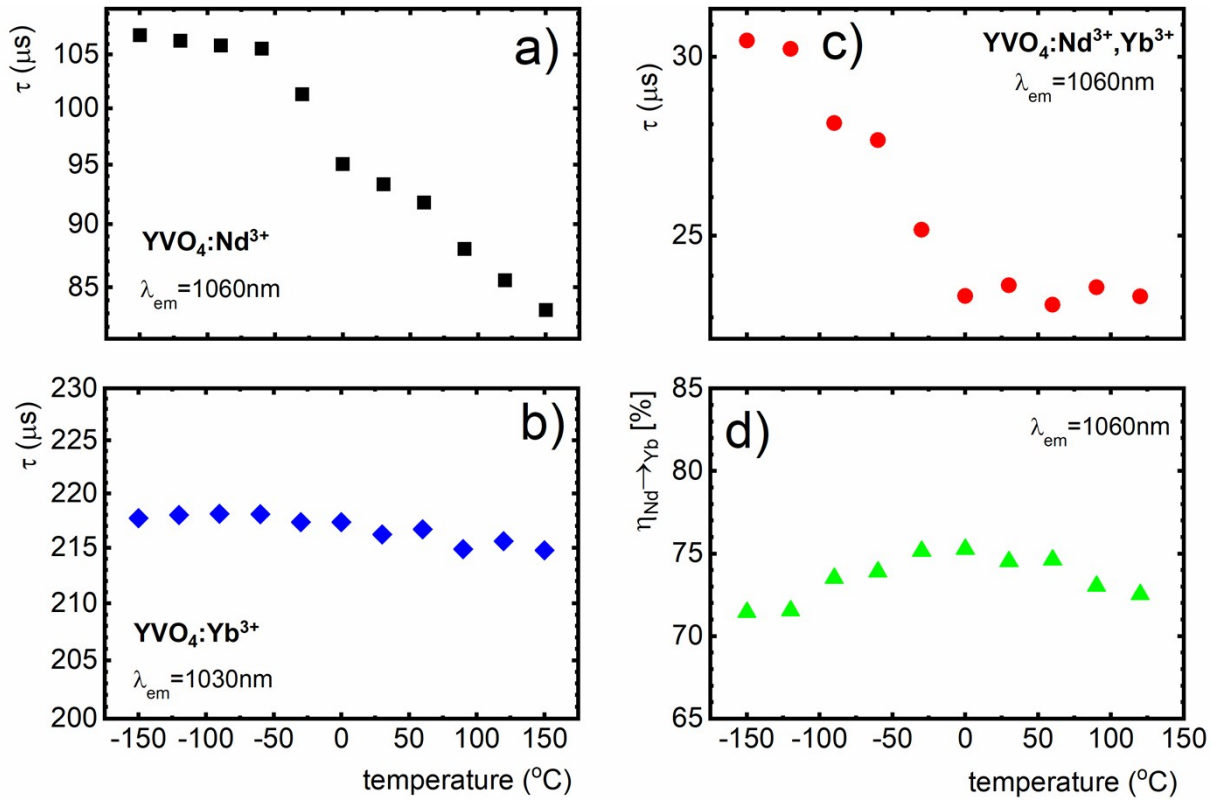 a)
τ (μs)
105
100
95
90
85
YVO₄:Nd³⁺
λem=1060nm
c)
YVO₄:Nd³⁺,Yb³⁺
λem=1060nm
τ (μs)
30
25
b)
τ (μs)
230
225
220
215
210
205
200
YVO₄:Yb³⁺
λem=1030nm
-150 -100 -50 0 50 100 150
temperature (°C)
d)
λem=1060nm
ηNd→Yb [%]
85
80
75
70
65
-150 -100 -50 0 50 100 150
temperature (°C)